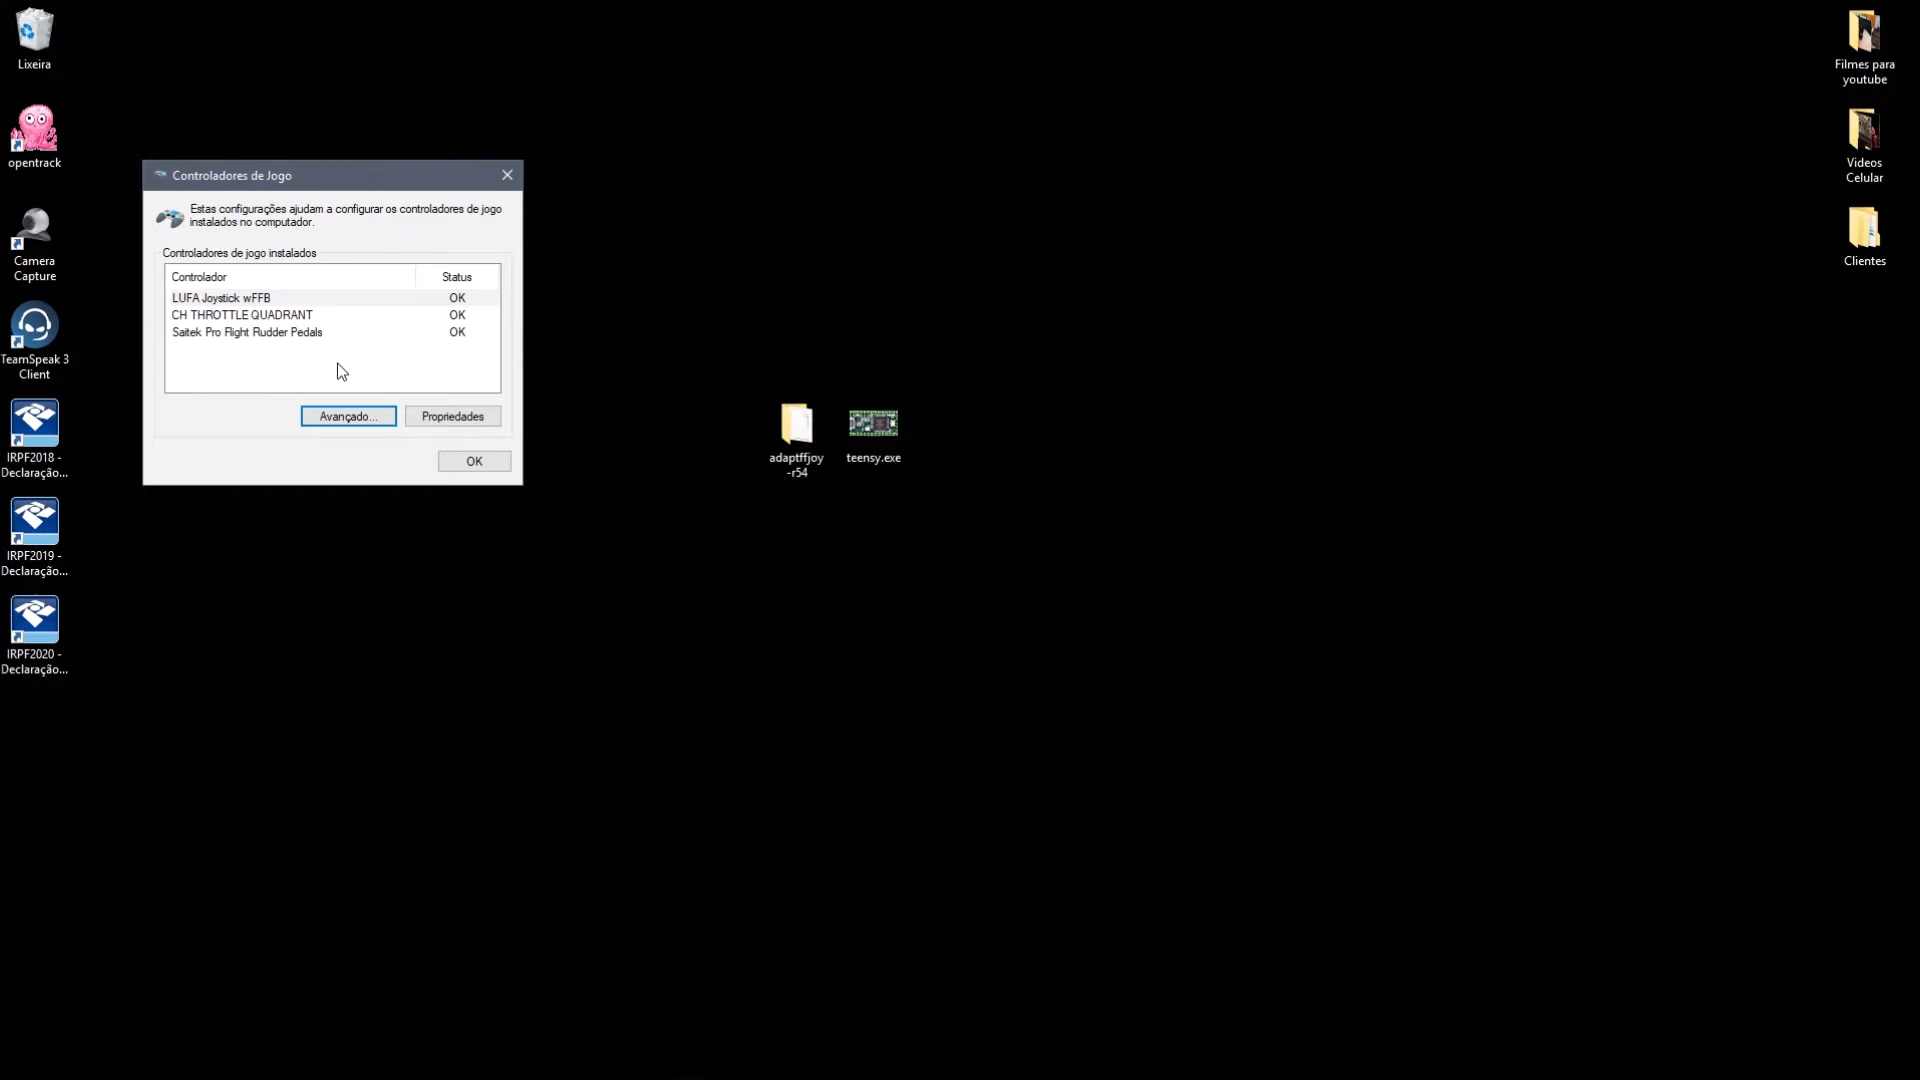 Lixeira
opentrack
Camera
Capture
TeamSpeak 3
Client
IRPF2018 -
Declaração...
IRPF2019 -
Declaração...
IRPF2020 -
Declaração...
Controladores de Jogo
Estas configurações ajudam a configurar os controladores de jogo
instalados no computador.
Controladores de jogo instalados
Controlador Status
LUFA Joystick wFFB OK
CH THROTTLE QUADRANT OK
Saitek Pro Flight Rudder Pedals OK
Avançado... Propriedades
OK
adaptffjoy
-r54
teensy.exe
Filmes para
youtube
Videos
Celular
Clientes